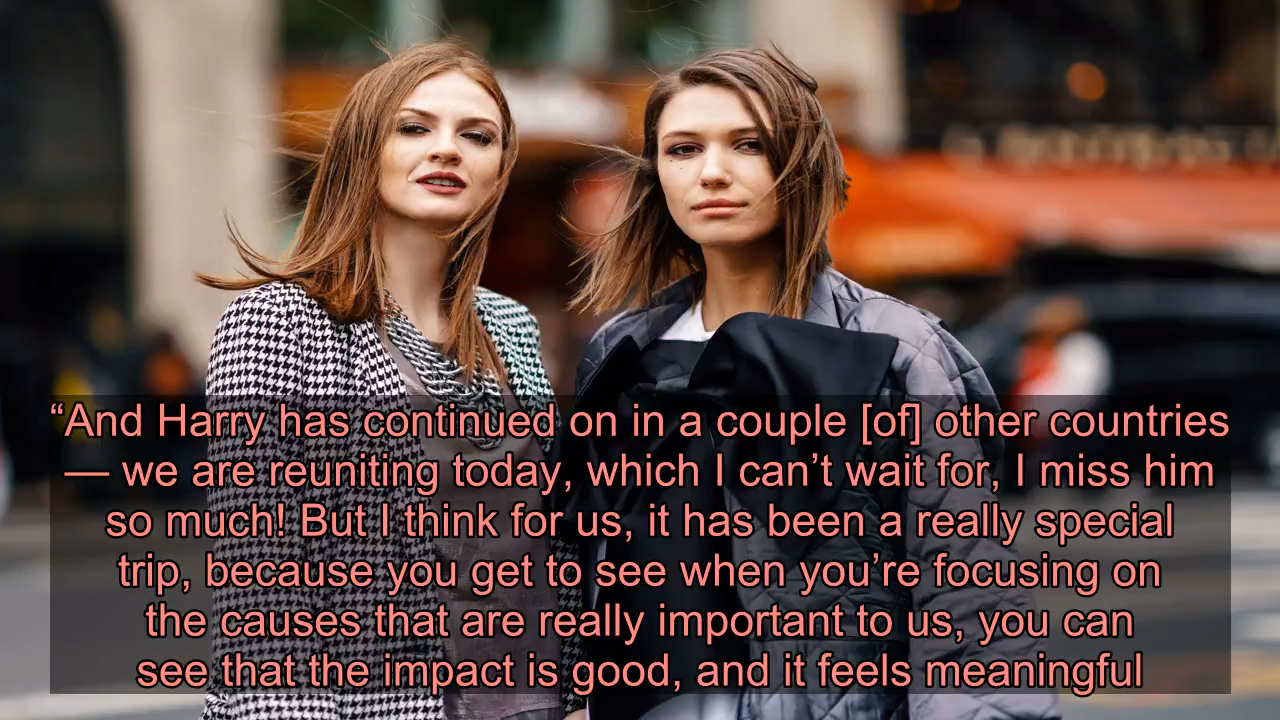 “And Harry has continued on in a couple [of] other countries
— we are reuniting today, which I can’t wait for, I miss him
so much! But I think for us, it has been a really special
trip, because you get to see when you’re focusing on
the causes that are really important to us, you can
see that the impact is good, and it feels meaningful